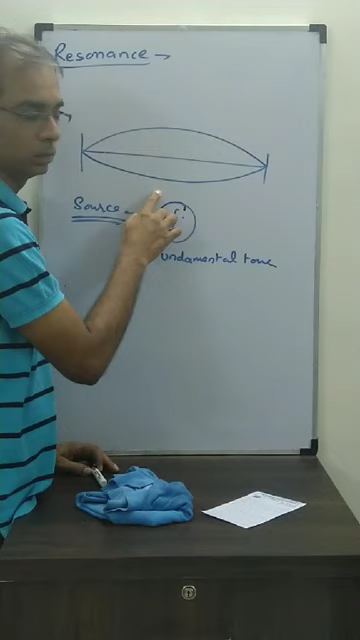 Resonance →
Source –
undamental tone